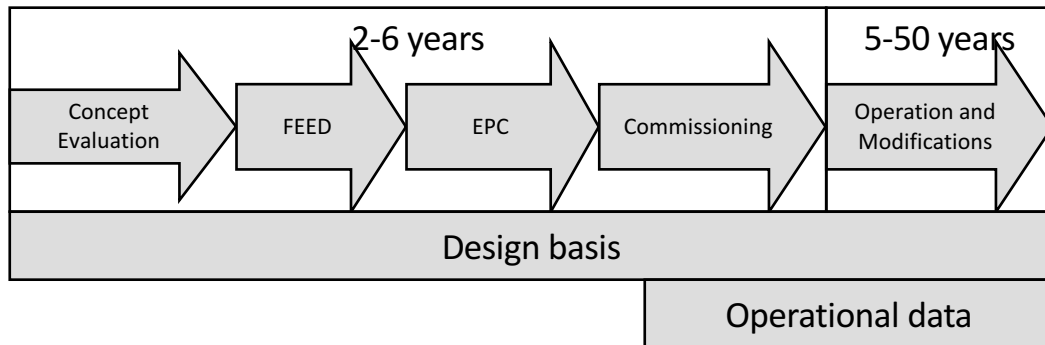 2-6 years
5-50 years
Concept
Evaluation
FEED
EPC
Commissioning
Operation and
Modifications
Design basis
Operational data